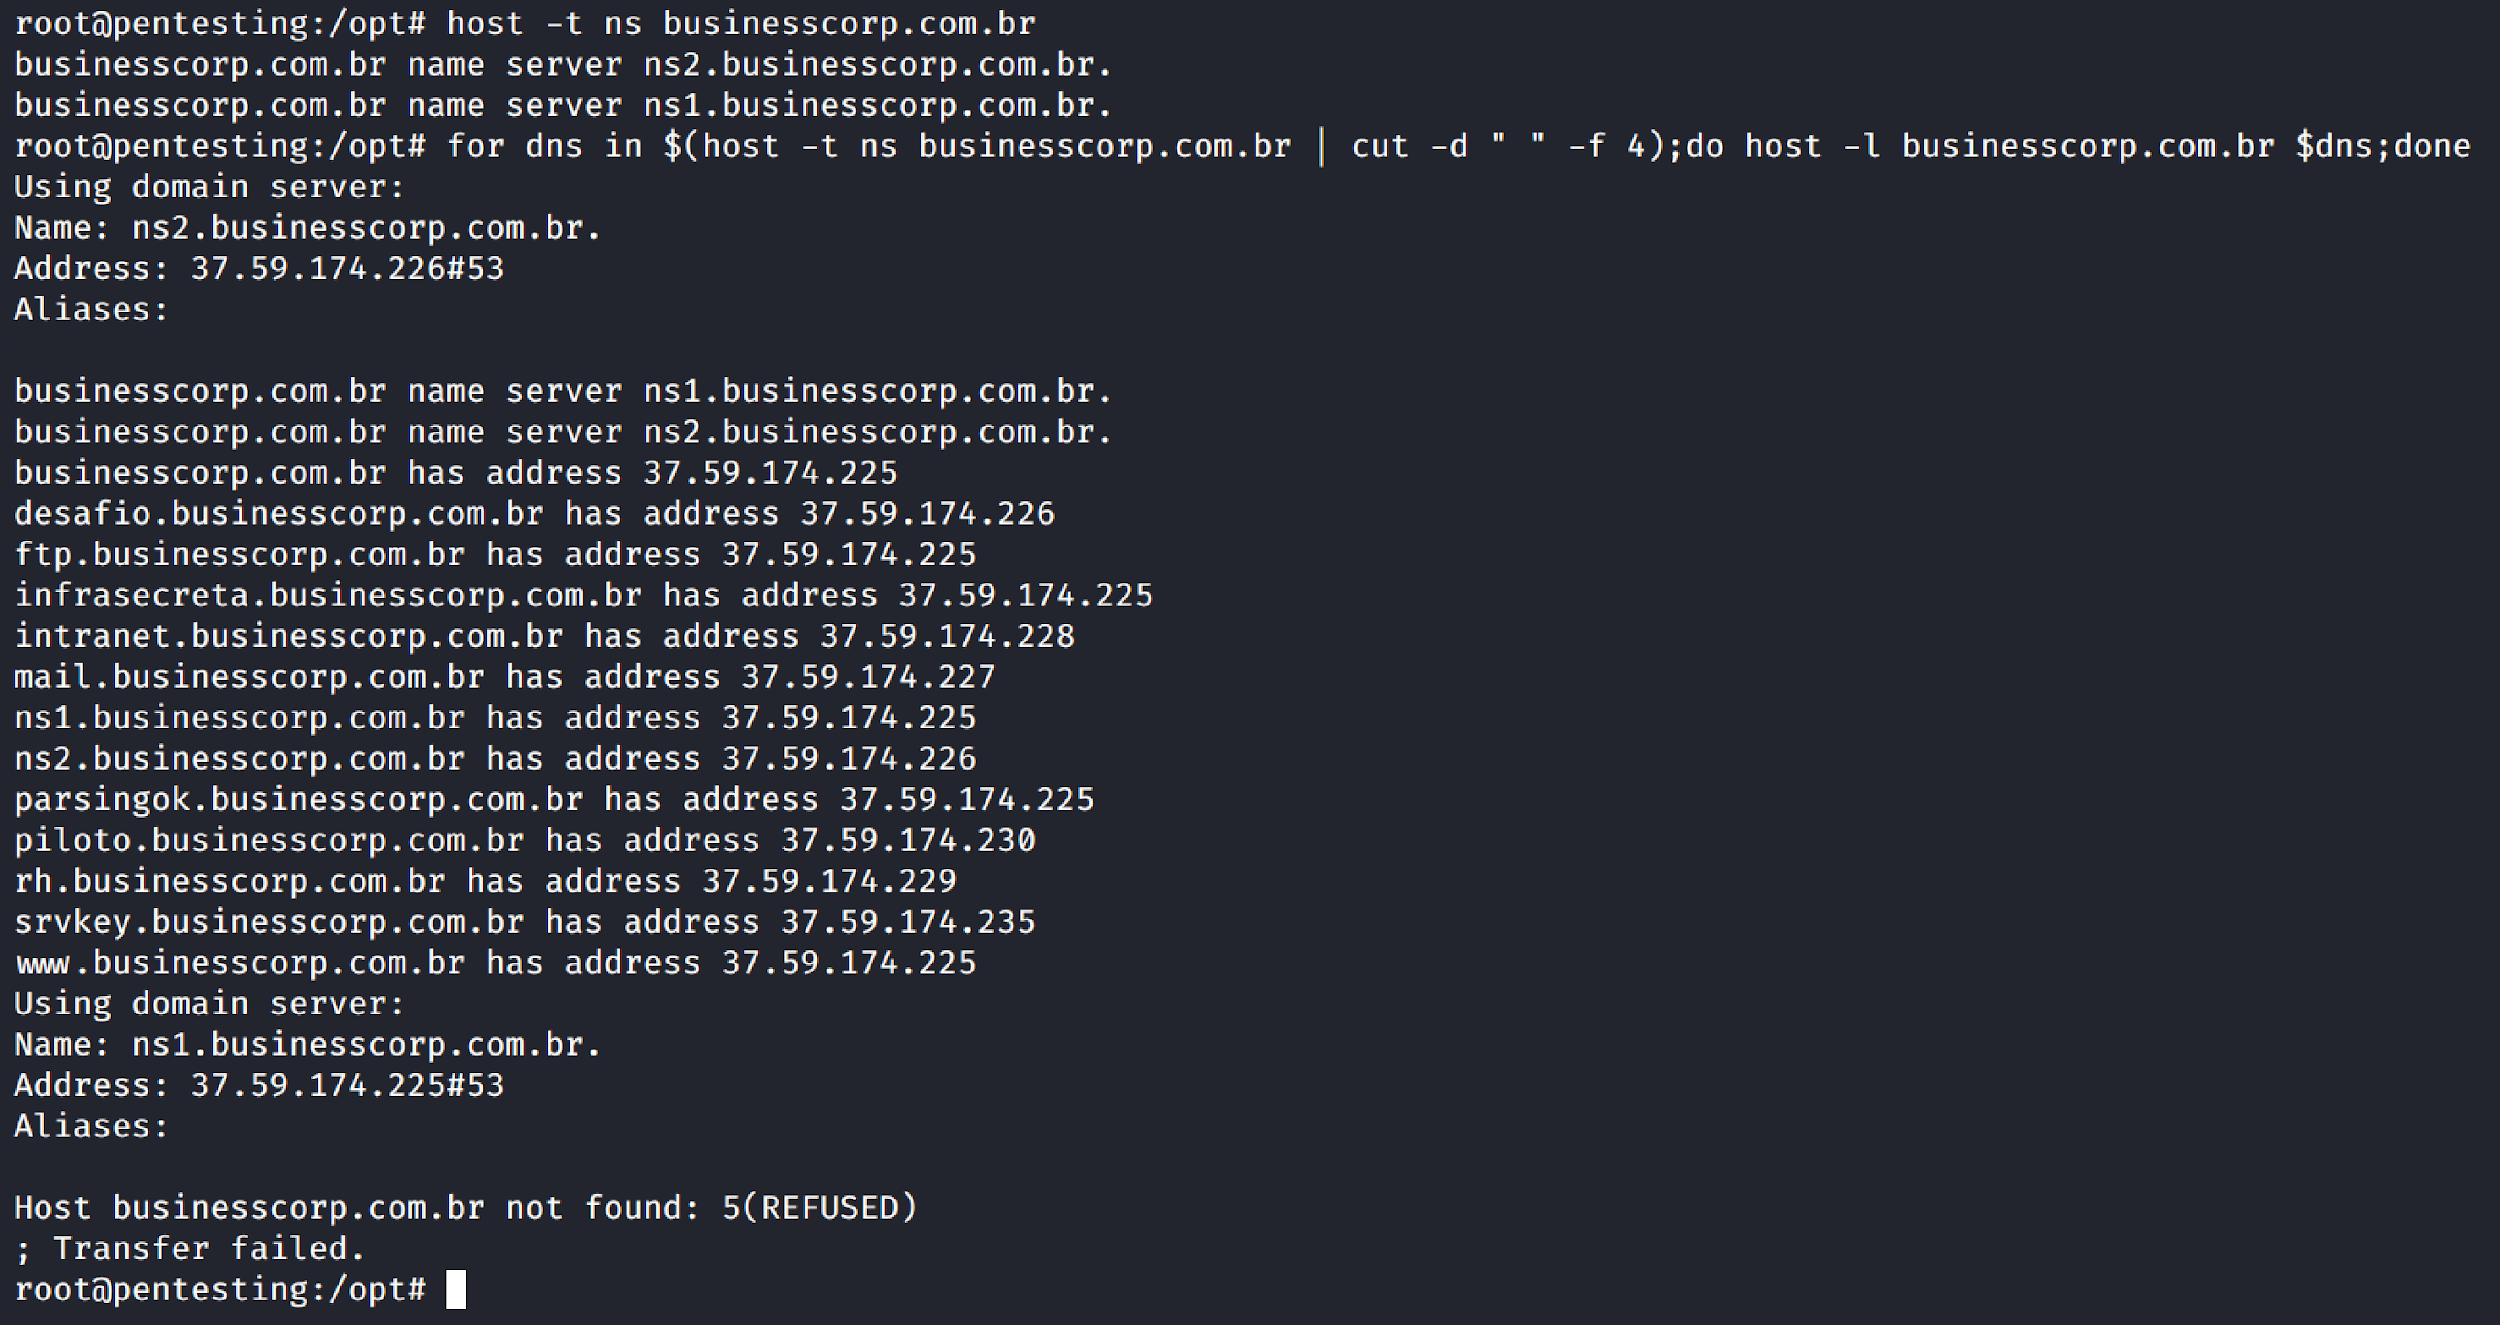 root@pentesting:/opt# host -t ns businesscorp.com.br
businesscorp.com.br name server ns2.businesscorp.com.br.
businesscorp.com.br name server ns1.businesscorp.com.br.
root@pentesting:/opt# for dns in $(host -t ns businesscorp.com.br | cut -d " " -f 4);do host -l businesscorp.com.br $dns;done
Using domain server:
Name: ns2.businesscorp.com.br.
Address: 37.59.174.226#53
Aliases:

businesscorp.com.br name server ns1.businesscorp.com.br.
businesscorp.com.br name server ns2.businesscorp.com.br.
businesscorp.com.br has address 37.59.174.225
desafio.businesscorp.com.br has address 37.59.174.226
ftp.businesscorp.com.br has address 37.59.174.225
infrasecreta.businesscorp.com.br has address 37.59.174.225
intranet.businesscorp.com.br has address 37.59.174.228
mail.businesscorp.com.br has address 37.59.174.227
ns1.businesscorp.com.br has address 37.59.174.225
ns2.businesscorp.com.br has address 37.59.174.226
parsingok.businesscorp.com.br has address 37.59.174.225
piloto.businesscorp.com.br has address 37.59.174.230
rh.businesscorp.com.br has address 37.59.174.229
srvkey.businesscorp.com.br has address 37.59.174.235
www.businesscorp.com.br has address 37.59.174.225
Using domain server:
Name: ns1.businesscorp.com.br.
Address: 37.59.174.225#53
Aliases:

Host businesscorp.com.br not found: 5(REFUSED)
; Transfer failed.
root@pentesting:/opt#